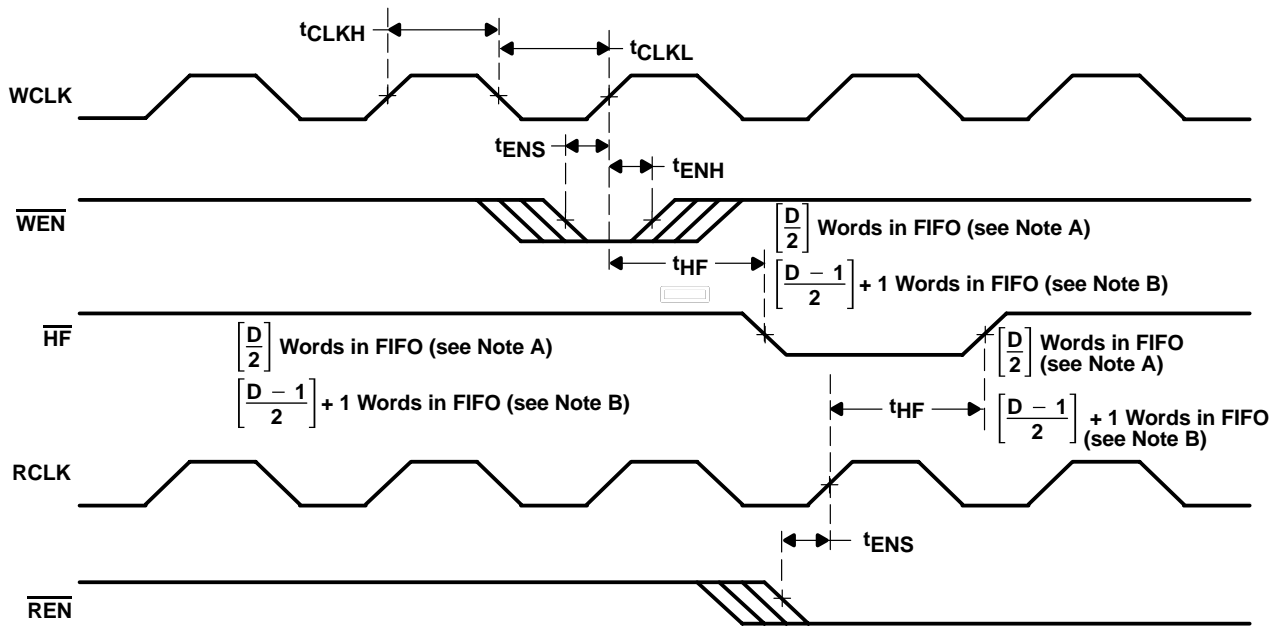 tCLKH
tCLKL
WCLK
tENS
tENH
WEN
[D/2] Words in FIFO (see Note A)
tHF
[D − 1/2] + 1 Words in FIFO (see Note B)
HF
[D/2] Words in FIFO (see Note A)
[D − 1/2] + 1 Words in FIFO (see Note B)
[D/2] Words in FIFO
(see Note A)
tHF
[D − 1/2] + 1 Words in FIFO
(see Note B)
RCLK
tENS
REN